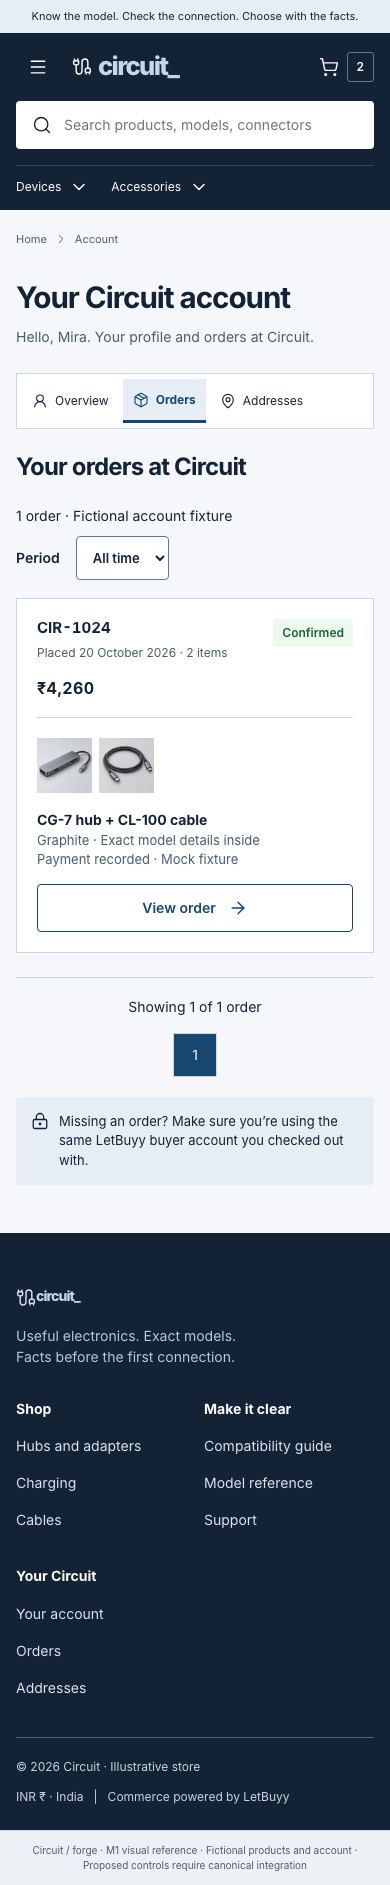 Know the model. Check the connection. Choose with the facts.
circuit_
2
Search products, models, connectors
Devices
Accessories
Home > Account
Your Circuit account
Hello, Mira. Your profile and orders at Circuit.
Overview
Orders
Addresses
Your orders at Circuit
1 order · Fictional account fixture
Period
All time
CIR-1024
Confirmed
Placed 20 October 2026 · 2 items
₹4,260
CG-7 hub + CL-100 cable
Graphite · Exact model details inside
Payment recorded · Mock fixture
View order
Showing 1 of 1 order
1
Missing an order? Make sure you’re using the
same LetBuyy buyer account you checked out
with.
circuit_
Useful electronics. Exact models.
Facts before the first connection.
Shop
Hubs and adapters
Charging
Cables
Make it clear
Compatibility guide
Model reference
Support
Your Circuit
Your account
Orders
Addresses
© 2026 Circuit · Illustrative store
INR ₹ · India | Commerce powered by LetBuyy
Circuit / forge · M1 visual reference · Fictional products and account ·
Proposed controls require canonical integration